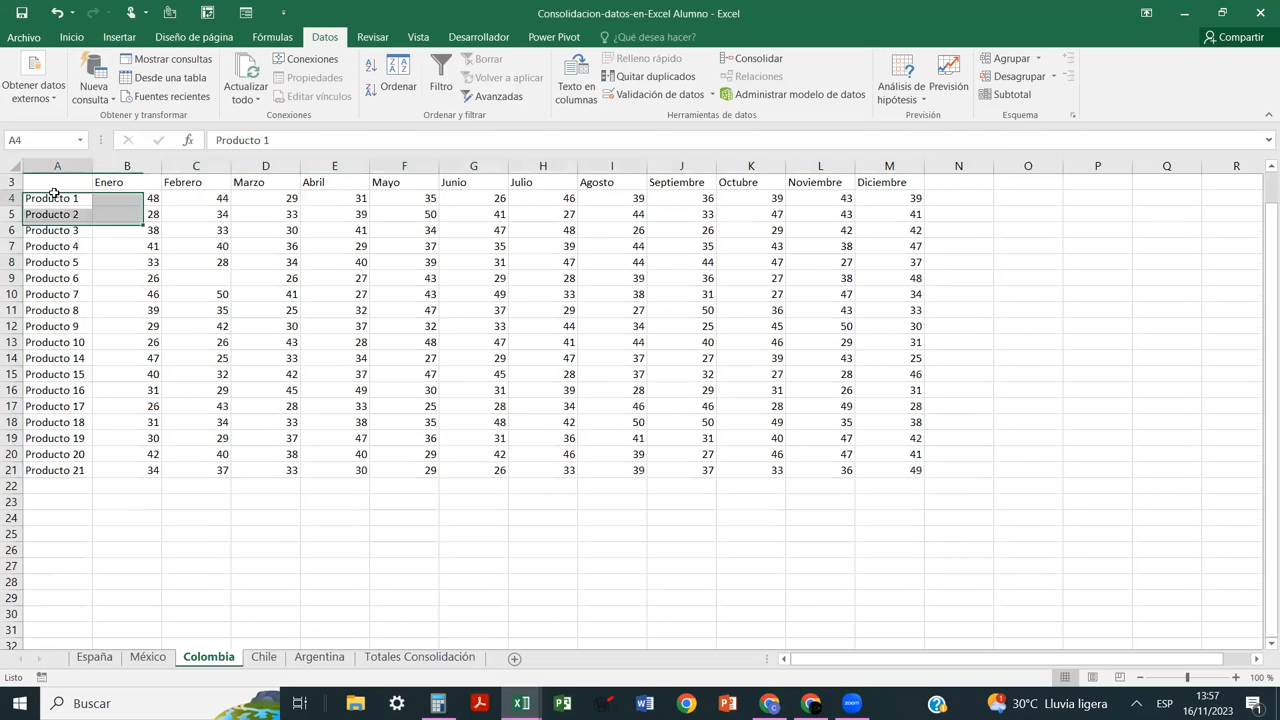 Consolidacion-datos-en-Excel Alumno - Excel
Archivo Inicio Insertar Diseño de página Fórmulas Datos Revisar Vista Desarrollador Power Pivot ¿Qué desea hacer? Compartir
Obtener datos externos
Nueva consulta
Mostrar consultas
Desde una tabla
Fuentes recientes
Obtener y transformar
Actualizar todo
Conexiones
Propiedades
Editar vínculos
Conexiones
Ordenar
Filtro
Borrar
Volver a aplicar
Avanzadas
Ordenar y filtrar
Texto en columnas
Relleno rápido
Quitar duplicados
Validación de datos
Consolidar
Relaciones
Administrar modelo de datos
Herramientas de datos
Análisis de hipótesis
Previsión
Previsión
Agrupar
Desagrupar
Subtotal
Esquema
A4 fx Producto 1
A B C D E F G H I J K L M N O P Q R
3 Enero Febrero Marzo Abril Mayo Junio Julio Agosto Septiembre Octubre Noviembre Diciembre
4 Producto 1 48 44 29 31 35 26 46 39 36 39 43 39
5 Producto 2 28 34 33 39 50 41 27 44 33 47 43 41
6 Producto 3 38 33 30 41 34 47 48 26 26 29 42 42
7 Producto 4 41 40 36 29 37 35 39 44 35 43 38 47
8 Producto 5 33 28 34 40 39 31 47 44 44 47 27 37
9 Producto 6 26 26 27 43 29 28 39 36 27 38 48
10 Producto 7 46 50 41 27 43 49 33 38 31 27 47 34
11 Producto 8 39 35 25 32 47 37 29 27 50 36 43 33
12 Producto 9 29 42 30 37 32 33 44 34 25 45 50 30
13 Producto 10 26 26 43 28 48 47 41 44 40 46 29 31
14 Producto 14 47 25 33 34 27 29 47 37 27 39 43 25
15 Producto 15 40 32 42 37 47 45 28 37 32 27 28 46
16 Producto 16 31 29 45 49 30 31 39 28 29 31 26 31
17 Producto 17 26 43 28 33 25 28 34 46 46 28 49 28
18 Producto 18 31 34 33 38 35 48 42 50 50 49 35 38
19 Producto 19 30 29 37 47 36 31 36 41 31 40 47 42
20 Producto 20 42 40 38 40 29 42 46 39 27 46 47 41
21 Producto 21 34 37 33 30 29 26 33 39 37 33 36 49
22
23
24
25
26
27
28
29
30
31
32
España México Colombia Chile Argentina Totales Consolidación
Listo 100 %
Buscar 30°C Lluvia ligera ESP 13:57
16/11/2023